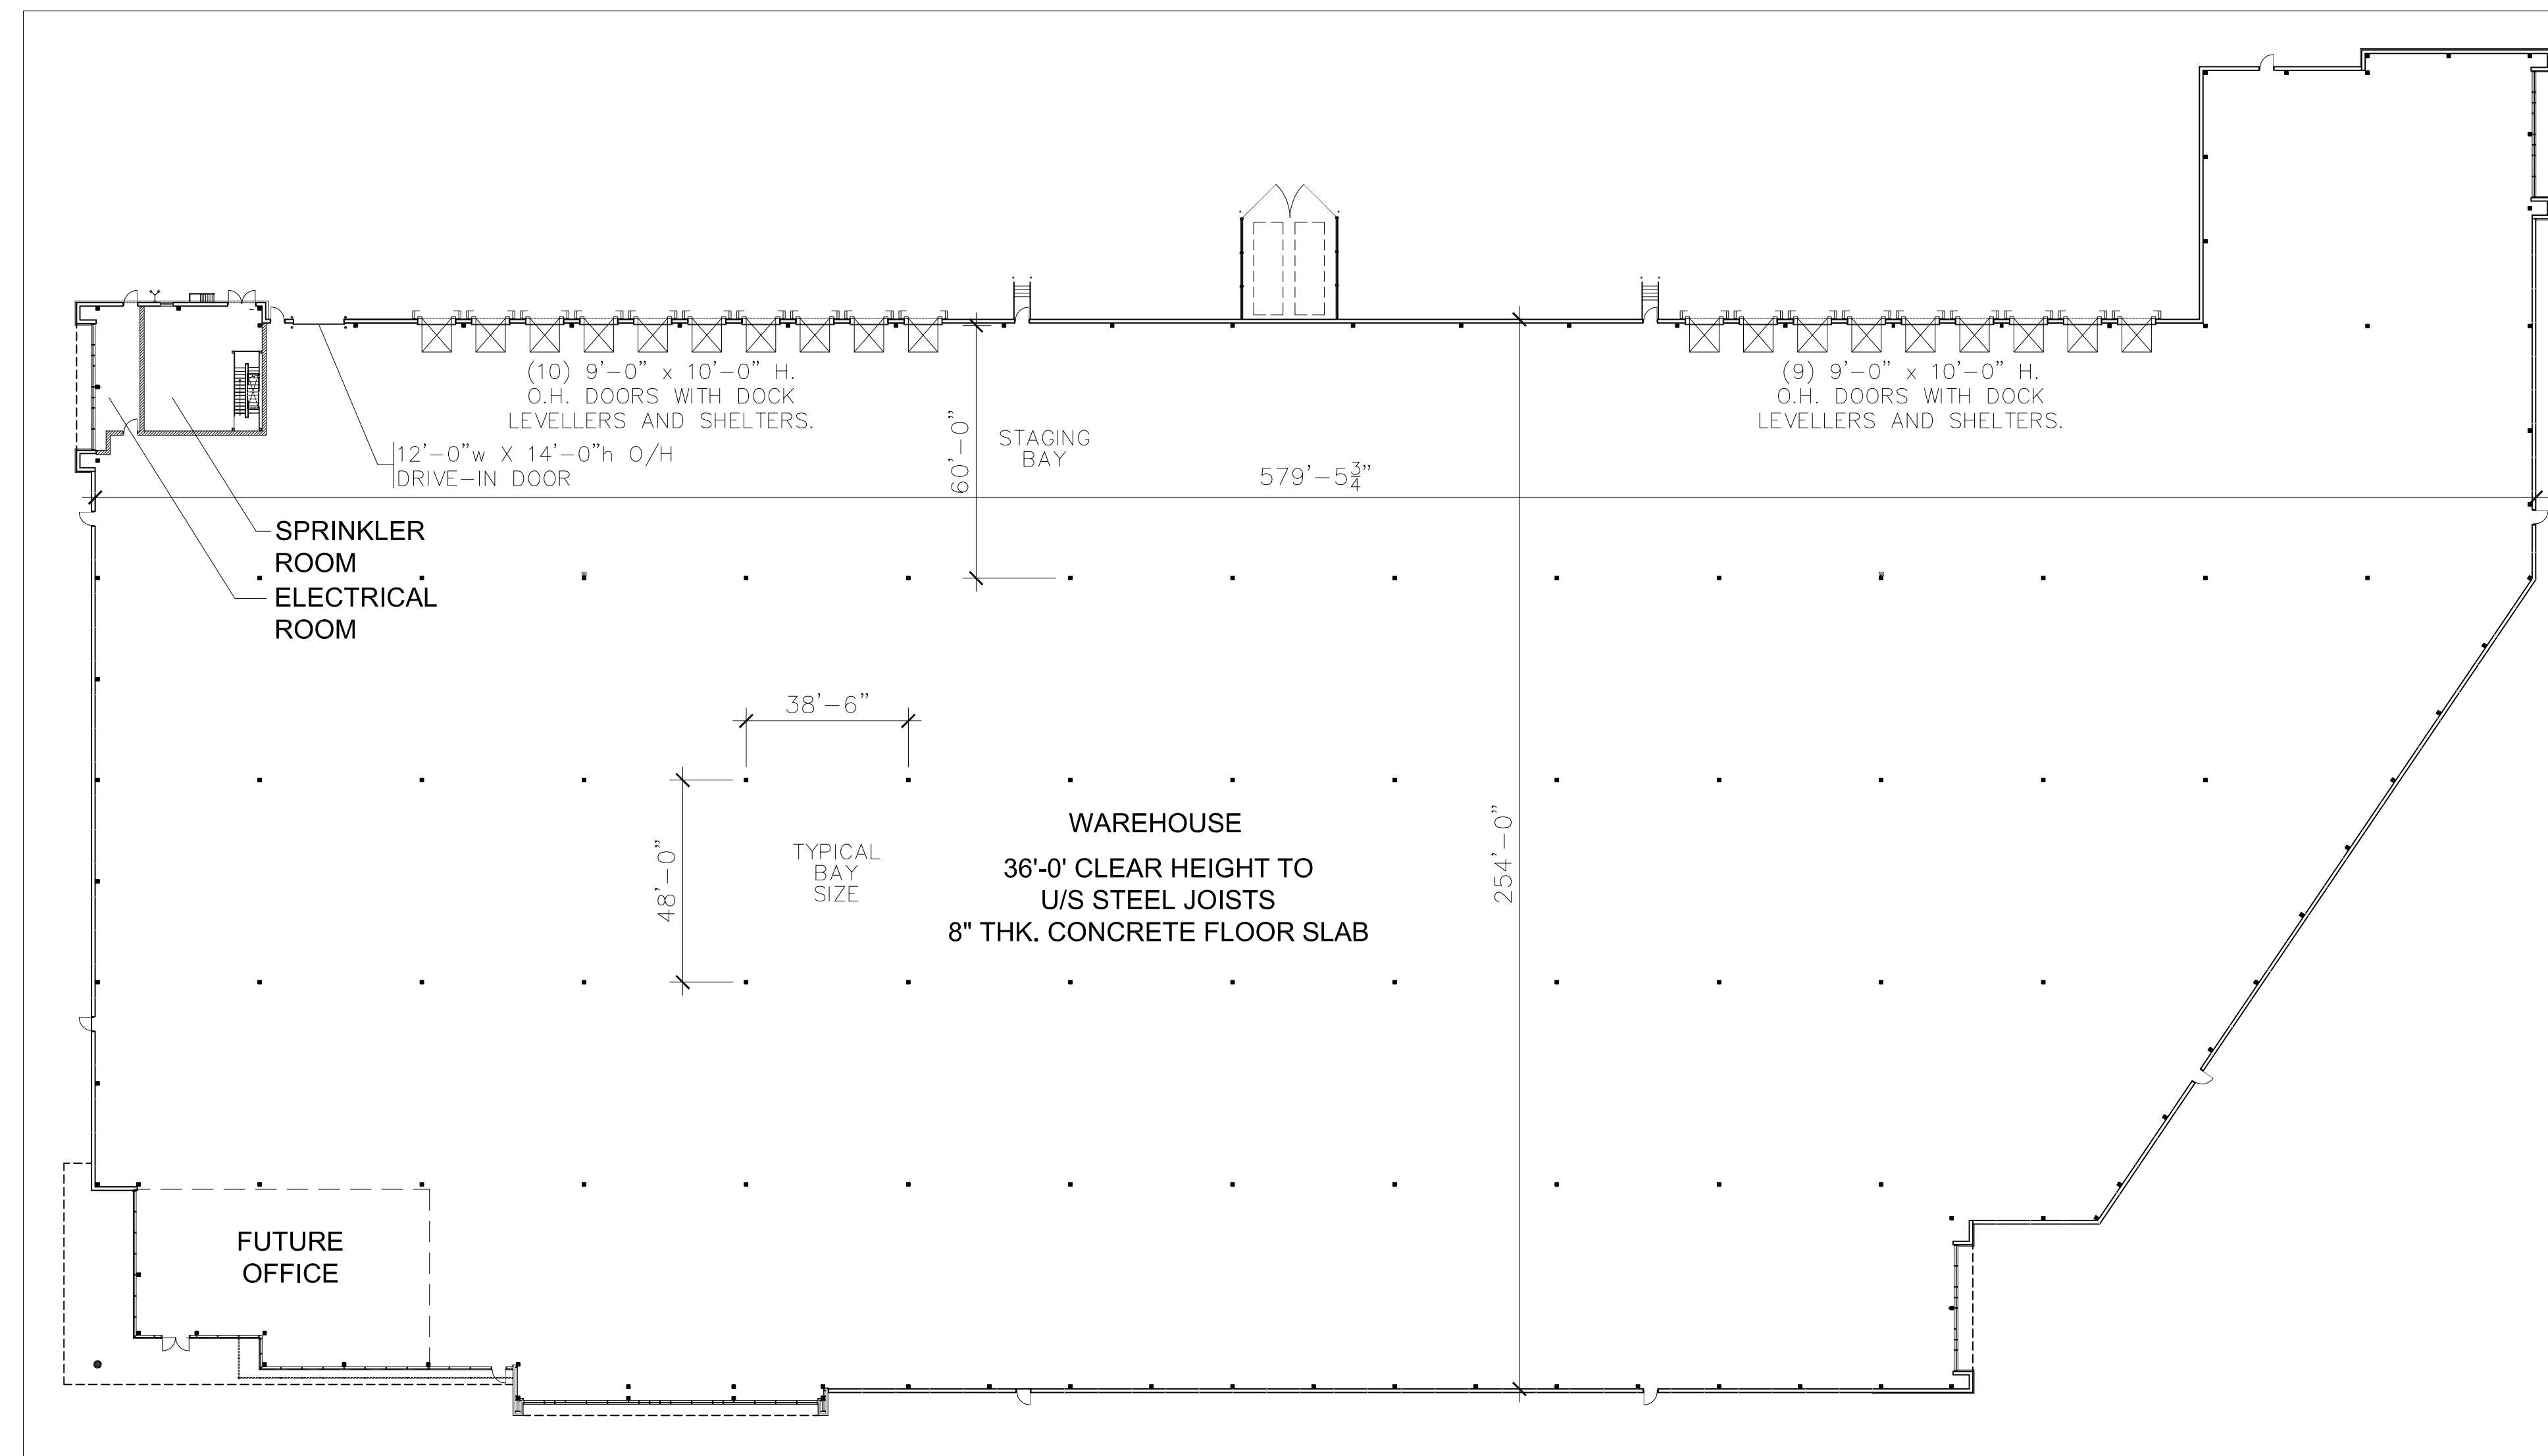 (10) 9'-0" x 10'-0" H.
O.H. DOORS WITH DOCK
LEVELLERS AND SHELTERS.
(9) 9'-0" x 10'-0" H.
O.H. DOORS WITH DOCK
LEVELLERS AND SHELTERS.
12'-0"w X 14'-0"h O/H
DRIVE-IN DOOR
60'-0"
STAGING
BAY
579'-5 3/4"
SPRINKLER
ROOM
ELECTRICAL
ROOM
38'-6"
48'-0"
TYPICAL
BAY
SIZE
WAREHOUSE
36'-0' CLEAR HEIGHT TO
U/S STEEL JOISTS
8" THK. CONCRETE FLOOR SLAB
254'-0"
FUTURE
OFFICE